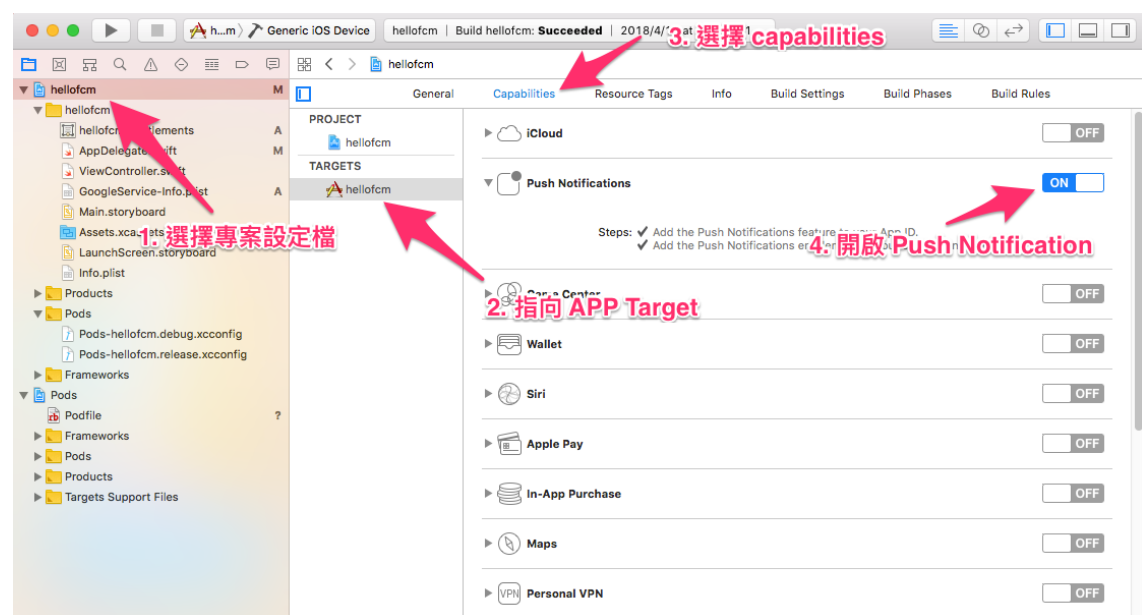 h...m
Generic iOS Device
hellofcm | Build hellofcm: Succeeded | 2018/4/
3. 選擇 capabilities
hellofcm
hellofcm M
General Capabilities Resource Tags Info Build Settings Build Phases Build Rules
hellofcm
PROJECT
hellofcm
TARGETS
hellofcm
A
M
ViewController.swift
GoogleService-Info.plist A
Main.storyboard
1. 選擇專案設定檔
LaunchScreen.storyboard
Info.plist
Products
Pods
Pods-hellofcm.debug.xcconfig
Pods-hellofcm.release.xcconfig
Frameworks
Pods
Podfile ?
Frameworks
Pods
Products
Targets Support Files
2. 指向 APP Target
iCloud OFF
Push Notifications ON
Steps: ✔ Add the Push Notifications feature to your App ID.
✔ Add the Push Notifications
4. 開啟 Push Notification
OFF
Wallet OFF
Siri OFF
Apple Pay OFF
In-App Purchase OFF
Maps OFF
VPN Personal VPN OFF